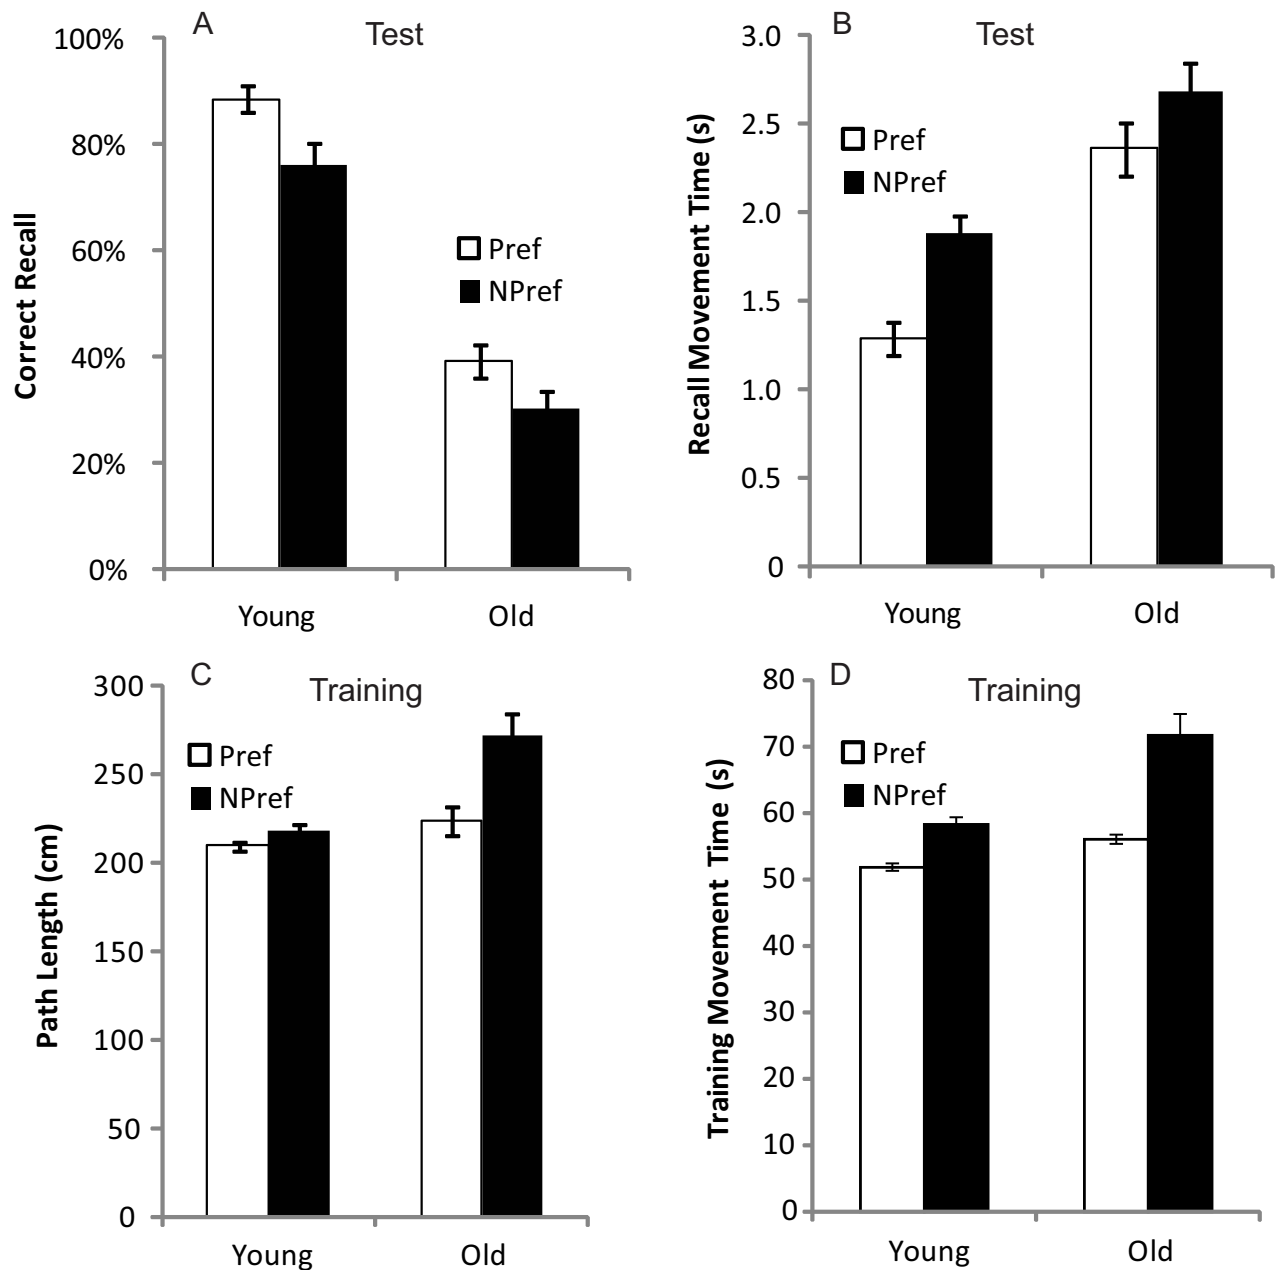 A
Test
100%
80%
60%
40%
20%
0%
Correct Recall
Pref
NPref
Young
Old
B
Test
3.0
2.5
2.0
1.5
1.0
0.5
0
Recall Movement Time (s)
Pref
NPref
Young
Old
C
Training
300
250
200
150
100
50
0
Path Length (cm)
Pref
NPref
Young
Old
D
Training
80
70
60
50
40
30
20
10
0
Training Movement Time (s)
Pref
NPref
Young
Old